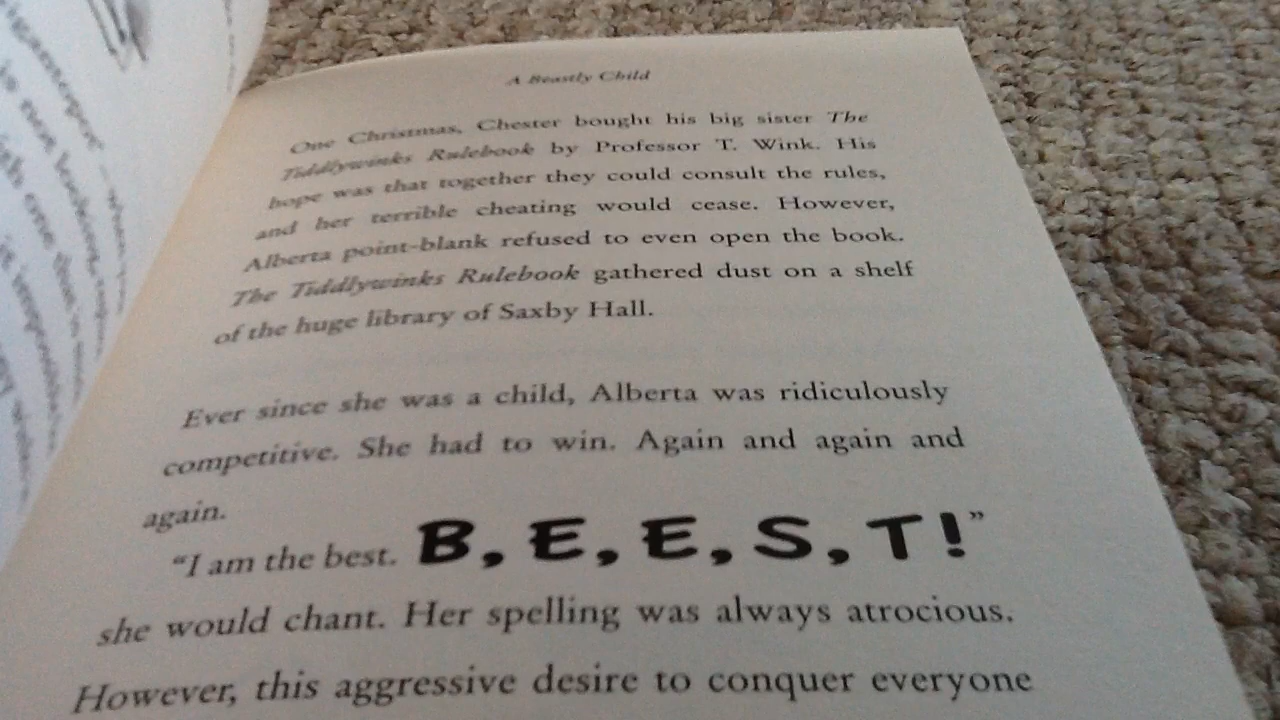 A Beastly Child
One Christmas, Chester bought his big sister The
Tiddlywinks Rulebook by Professor T. Wink. His
hope was that together they could consult the rules,
and her terrible cheating would cease. However,
Alberta point-blank refused to even open the book.
The Tiddlywinks Rulebook gathered dust on a shelf
of the huge library of Saxby Hall.
Ever since she was a child, Alberta was ridiculously
competitive. She had to win. Again and again and
again.
“I am the best. B, E, E, S, T!”
she would chant. Her spelling was always atrocious.
However, this aggressive desire to conquer everyone